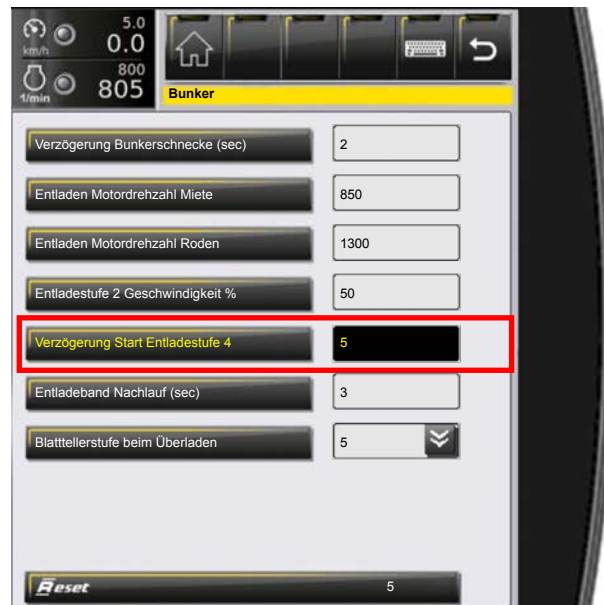 5.0
km/h 0.0
800
1/min 805
Bunker
Verzögerung Bunkerschnecke (sec) 2
Entladen Motordrehzahl Miete 850
Entladen Motordrehzahl Roden 1300
Entladestufe 2 Geschwindigkeit % 50
Verzögerung Start Entladestufe 4 5
Entladeband Nachlauf (sec) 3
Blatttellerstufe beim Überladen 5
Reset 5